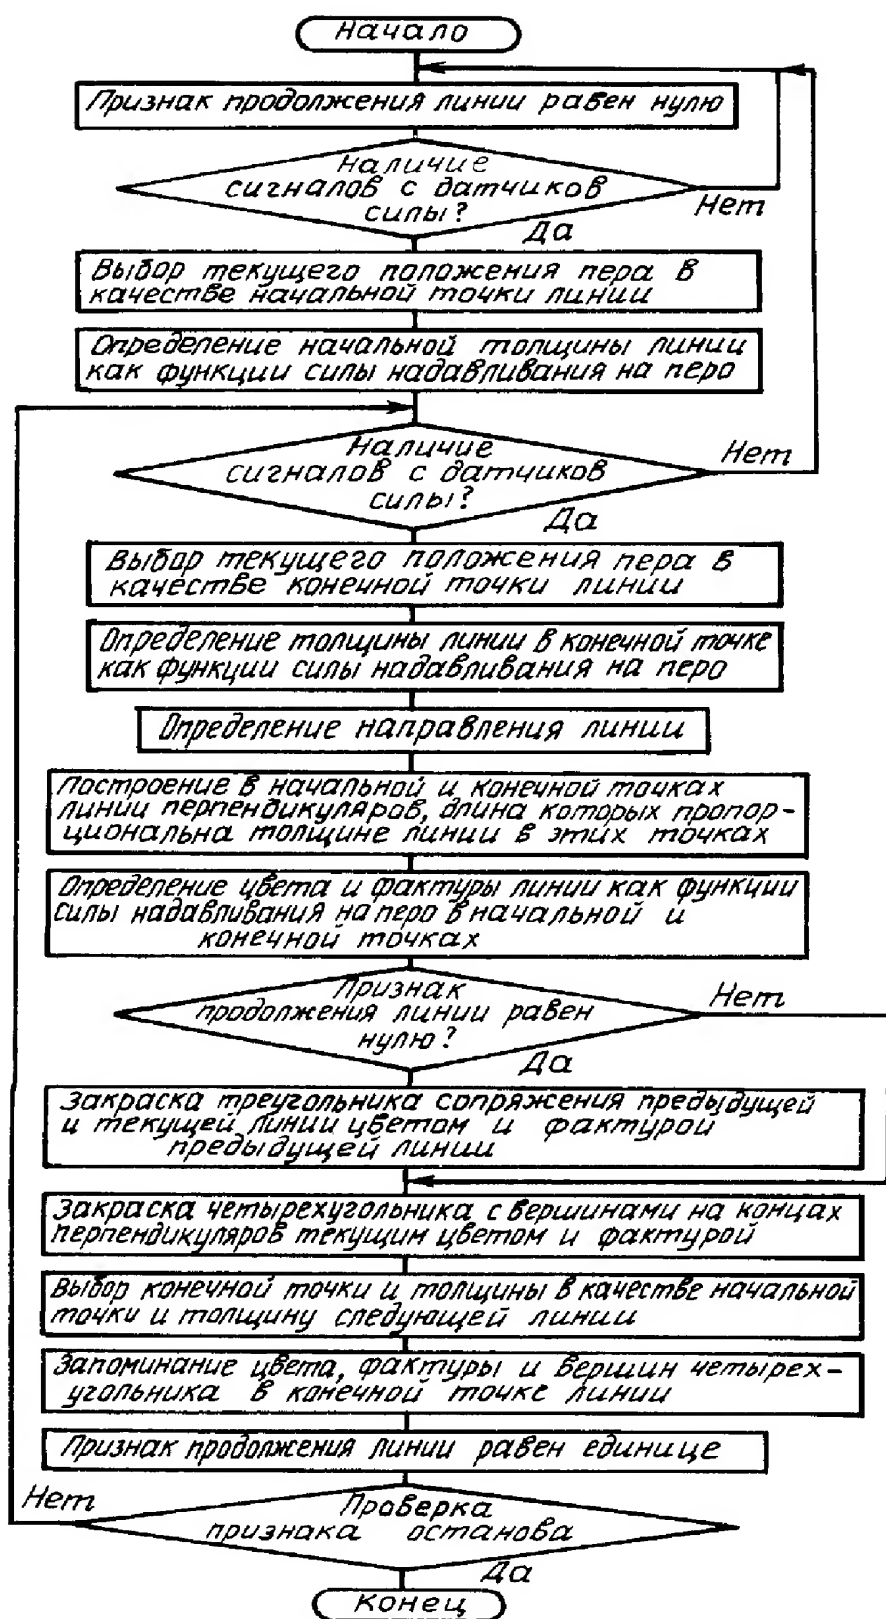 Начало
Признак продолжения линии равен нулю
Наличие
сигналов с датчиков
силы?
Нет
Да
Выбор текущего положения пера в
качестве начальной точки линии
Определение начальной толщины линии
как функции силы надавливания на перо
Наличие
сигналов с датчиков
силы?
Нет
Да
Выбор текущего положения пера в
качестве конечной точки линии
Определение толщины линии в конечной точке
как функции силы надавливания на перо
Определение направления линии
Построение в начальной и конечной точках
линии перпендикуляров, длина которых пропор-
циональна толщине линии в этих точках
Определение цвета и фактуры линии как функции
силы надавливания на перо в начальной и
конечной точках
Признак
продолжения линии равен
нулю?
Нет
Да
Закраска треугольника сопряжения предыдущей
и текущей линии цветом и фактурой
предыдущей линии
Закраска четырехугольника с вершинами на концах
перпендикуляров текущин цветом и фактурой
Выбор конечной точки и толщины в качестве начальной
точки и толщину следующей линии
Запоминание цвета, фактуры и вершин четырех-
угольника в конечной точке линии
Признак продолжения линии равен единице
Нет
Проверка
признака останова
Да
Конец